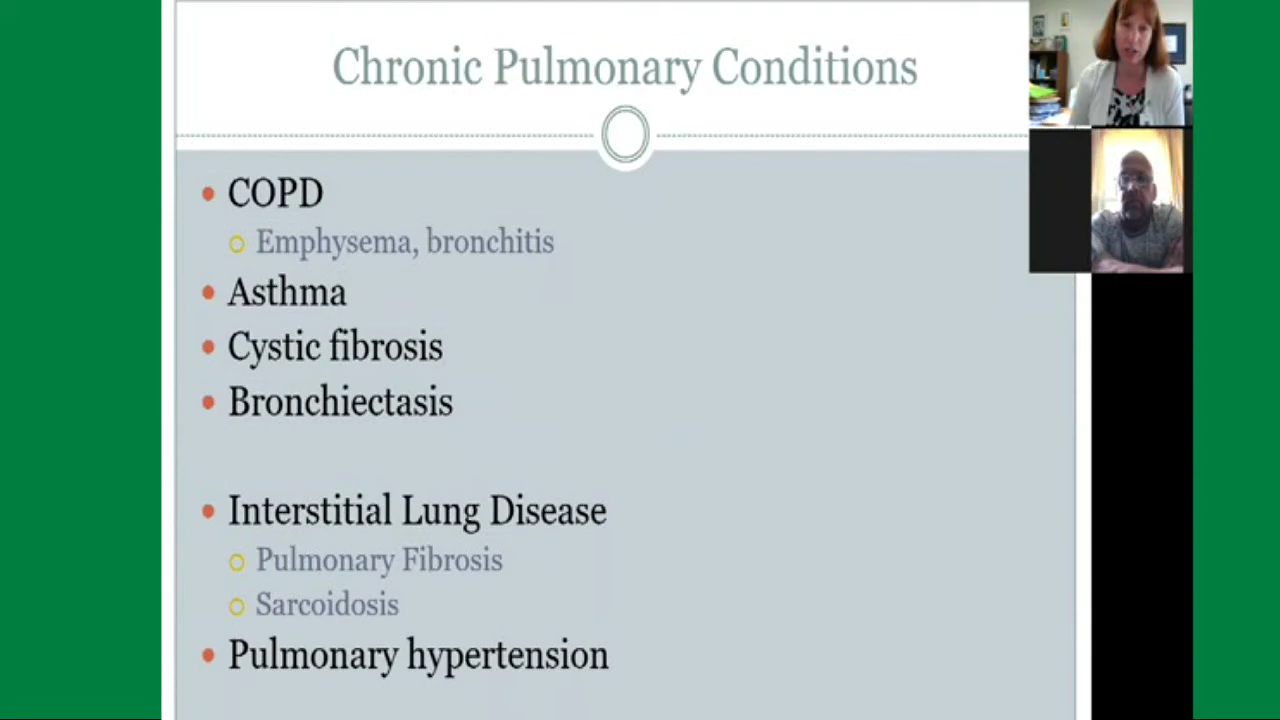 Chronic Pulmonary Conditions
COPD
Emphysema, bronchitis
Asthma
Cystic fibrosis
Bronchiectasis
Interstitial Lung Disease
Pulmonary Fibrosis
Sarcoidosis
Pulmonary hypertension